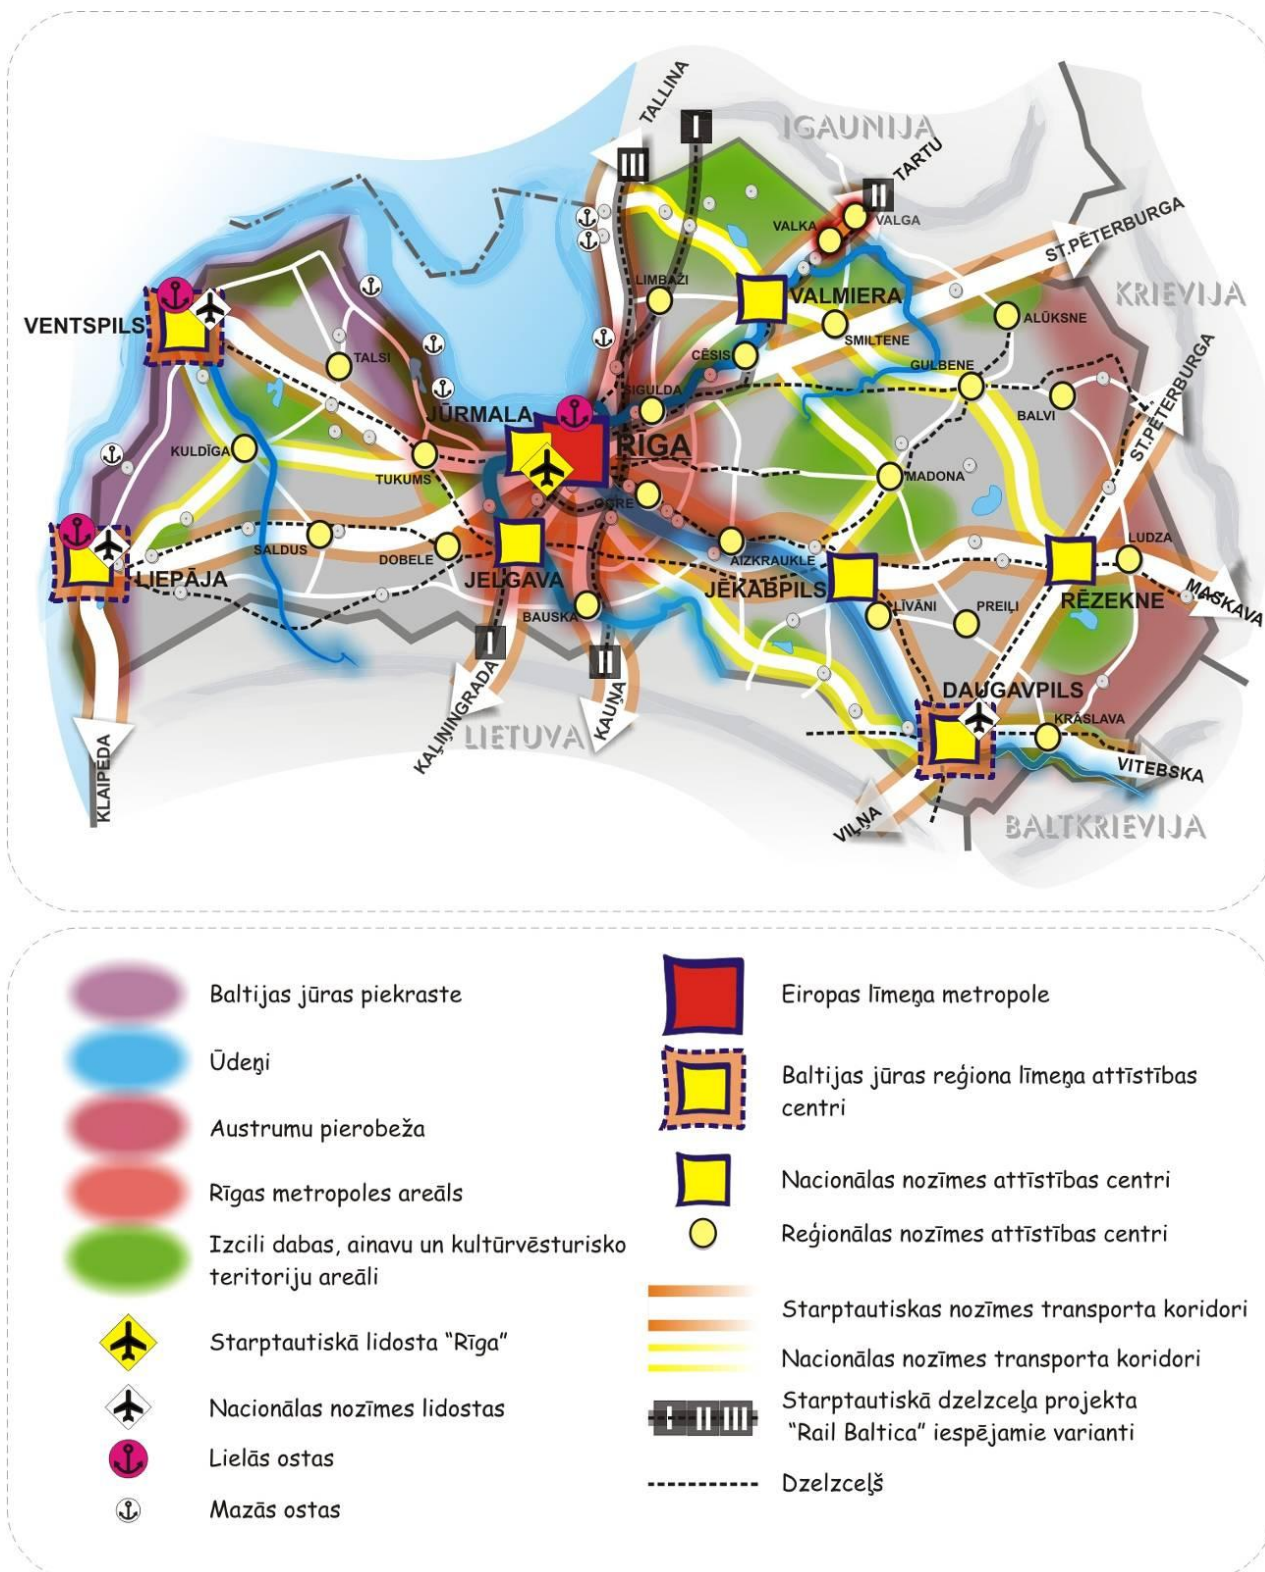 TALLINA
I
III
IGAUNIJA
TARTU
II
VALKA
VALGA
ST.PĒTERBURGA
KRIEVIJA
LIMBAŽI
VALMIERA
VENTSPILS
ALŪKSNE
SMILTENE
TALSI
CĒSIS
GULBENE
ST.PĒTERBURGA
SIGULDA
BALVI
JŪRMALA
RĪGA
KULDĪGA
TUKUMS
MADONA
OGRE
SALDUS
DOBELE
AIZKRAUKLE
LUDZA
LIEPĀJA
JELGAVA
JĒKABPILS
RĒZEKNE
MASKAVA
BAUSKA
LĪVĀNI
PREIĻI
I
II
DAUGAVPILS
KRĀSLAVA
KLAIPĒDA
KAĻIŅINGRADA
LIETUVA
KAUŅA
VITEBSKA
VIĻŅA
BALTKRIEVIJA
Baltijas jūras piekraste
Ūdeņi
Austrumu pierobeža
Rīgas metropoles areāls
Izcili dabas, ainavu un kultūrvēsturisko
teritoriju areāli
Starptautiskā lidosta “Rīga”
Nacionālas nozīmes lidostas
Lielās ostas
Mazās ostas
Eiropas līmeņa metropole
Baltijas jūras reģiona līmeņa attīstības
centri
Nacionālas nozīmes attīstības centri
Reģionālas nozīmes attīstības centri
Starptautiskas nozīmes transporta koridori
Nacionālas nozīmes transporta koridori
I II III
Starptautiskā dzelzceļa projekta
“Rail Baltica” iespējamie varianti
Dzelzceļš